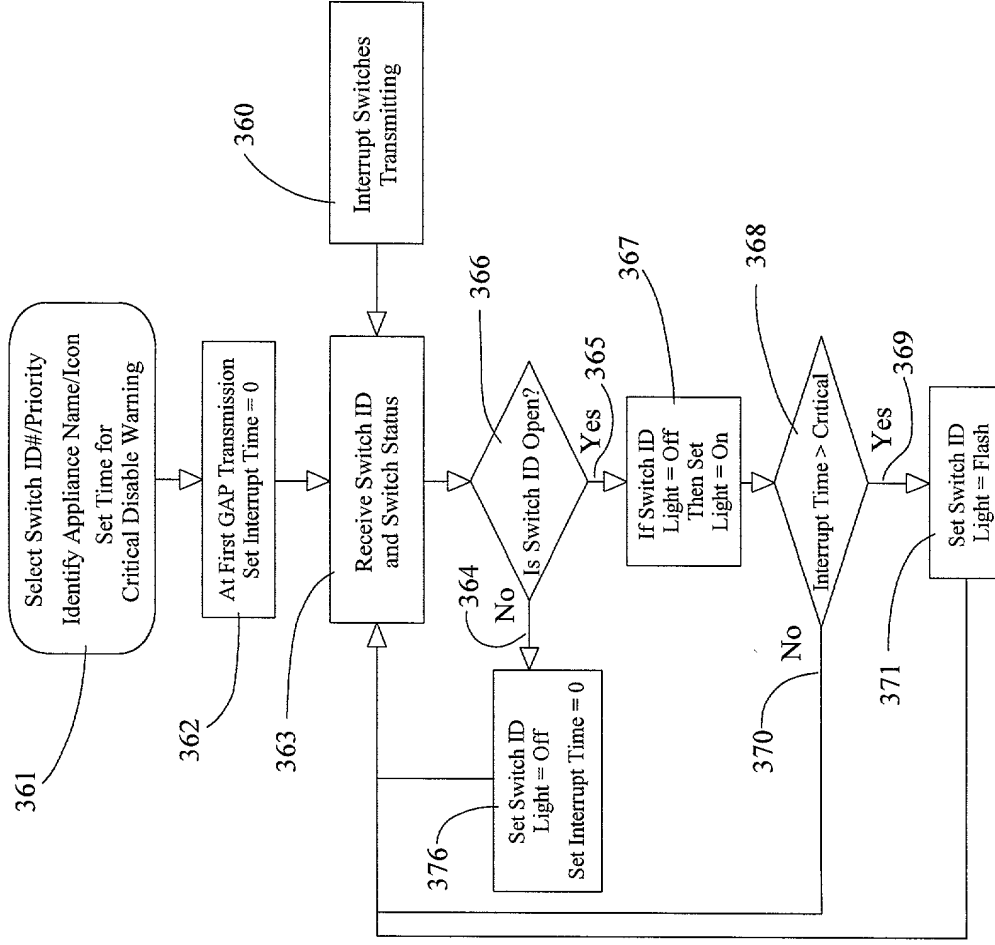 361
Select Switch ID#/Priority
Identify Appliance Name/Icon
Set Time for
Critical Disable Warning
362
At First GAP Transmission
Set Interrupt Time = 0
360
Interrupt Switches
Transmitting
363
Receive Switch ID
and Switch Status
366
Is Switch ID Open?
364
No
Yes
365
376
Set Switch ID
Light = Off
Set Interrupt Time = 0
367
If Switch ID
Light = Off
Then Set
Light = On
368
Interrupt Time > Critical
370
No
Yes
369
371
Set Switch ID
Light = Flash